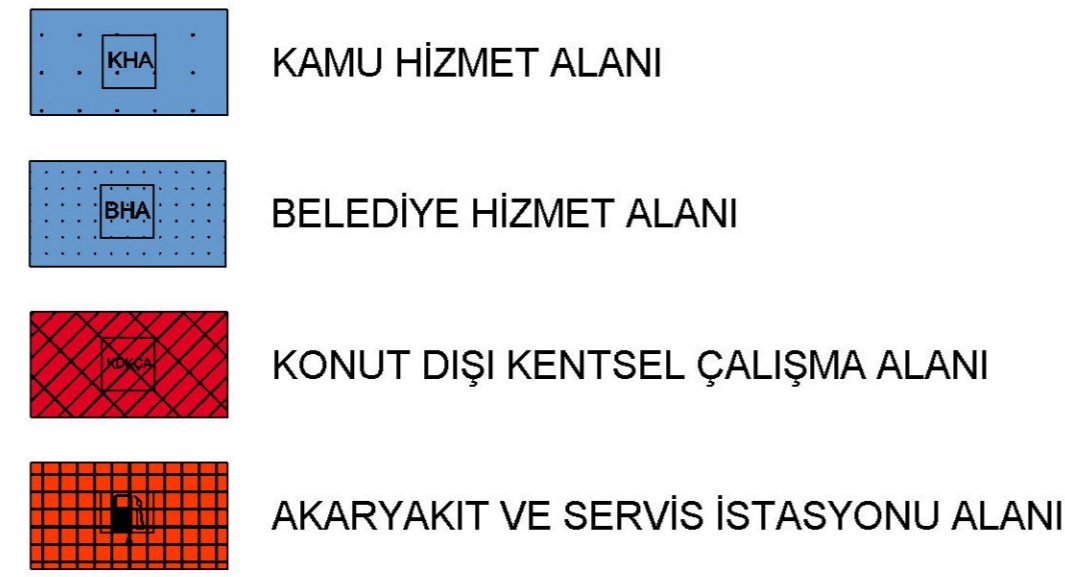 KHA KAMU HİZMET ALANI
BHA BELEDİYE HİZMET ALANI
KDKÇA KONUT DIŞI KENTSEL ÇALIŞMA ALANI
A AKARYAKIT VE SERVİS İSTASYONU ALANI